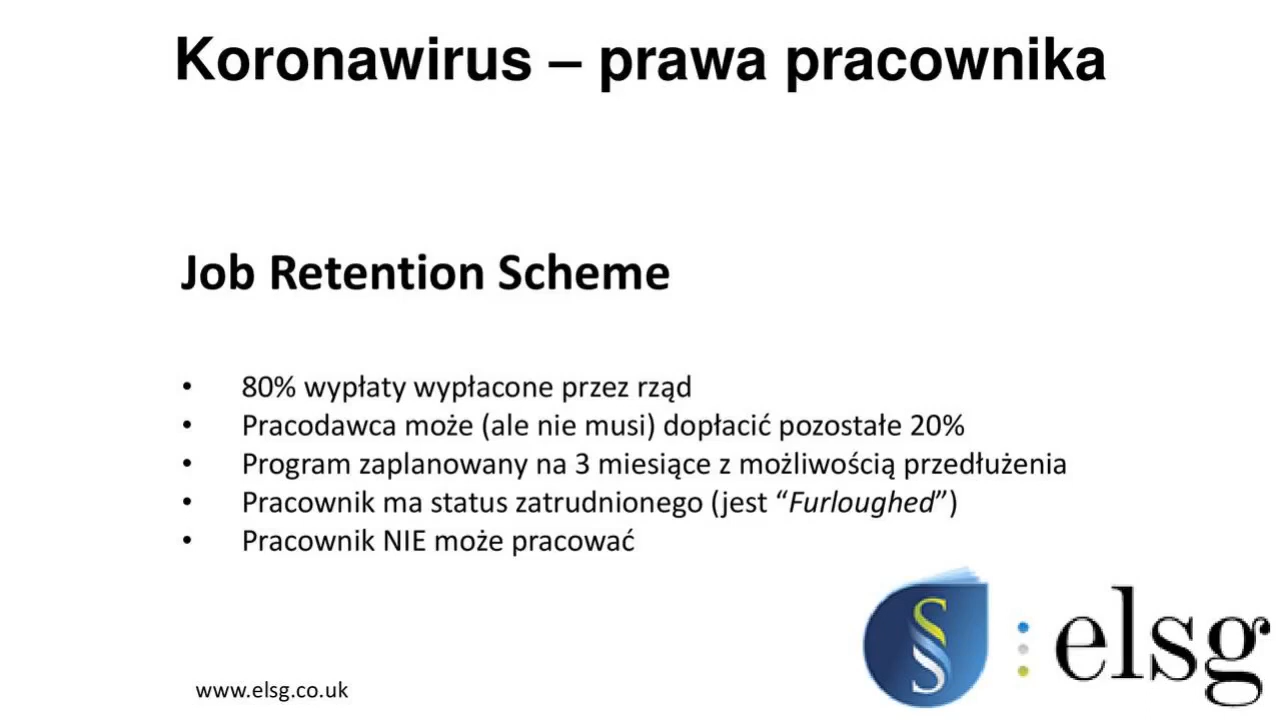 Koronawirus – prawa pracownika
Job Retention Scheme
• 80% wypłaty wypłacone przez rząd
• Pracodawca może (ale nie musi) dopłacić pozostałe 20%
• Program zaplanowany na 3 miesiące z możliwością przedłużenia
• Pracownik ma status zatrudnionego (jest “Furloughed”)
• Pracownik NIE może pracować
elsg
www.elsg.co.uk